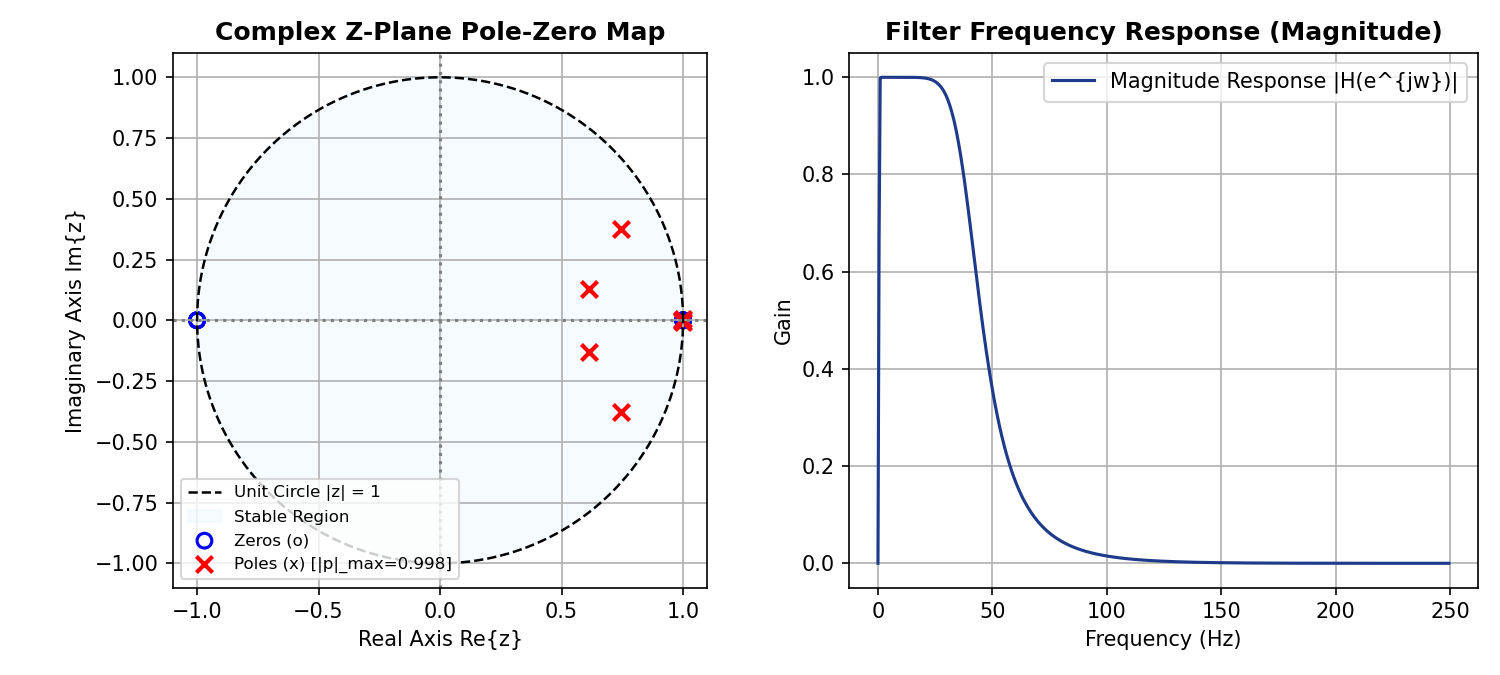 Complex Z-Plane Pole-Zero Map
Imaginary Axis Im{z}
1.00
0.75
0.50
0.25
0.00
−0.25
−0.50
−0.75
−1.00
Unit Circle |z| = 1
Stable Region
Zeros (o)
Poles (x) [|p|_max=0.998]
−1.0 −0.5 0.0 0.5 1.0
Real Axis Re{z}
Filter Frequency Response (Magnitude)
Magnitude Response |H(e^{jw})|
Gain
1.0
0.8
0.6
0.4
0.2
0.0
0 50 100 150 200 250
Frequency (Hz)